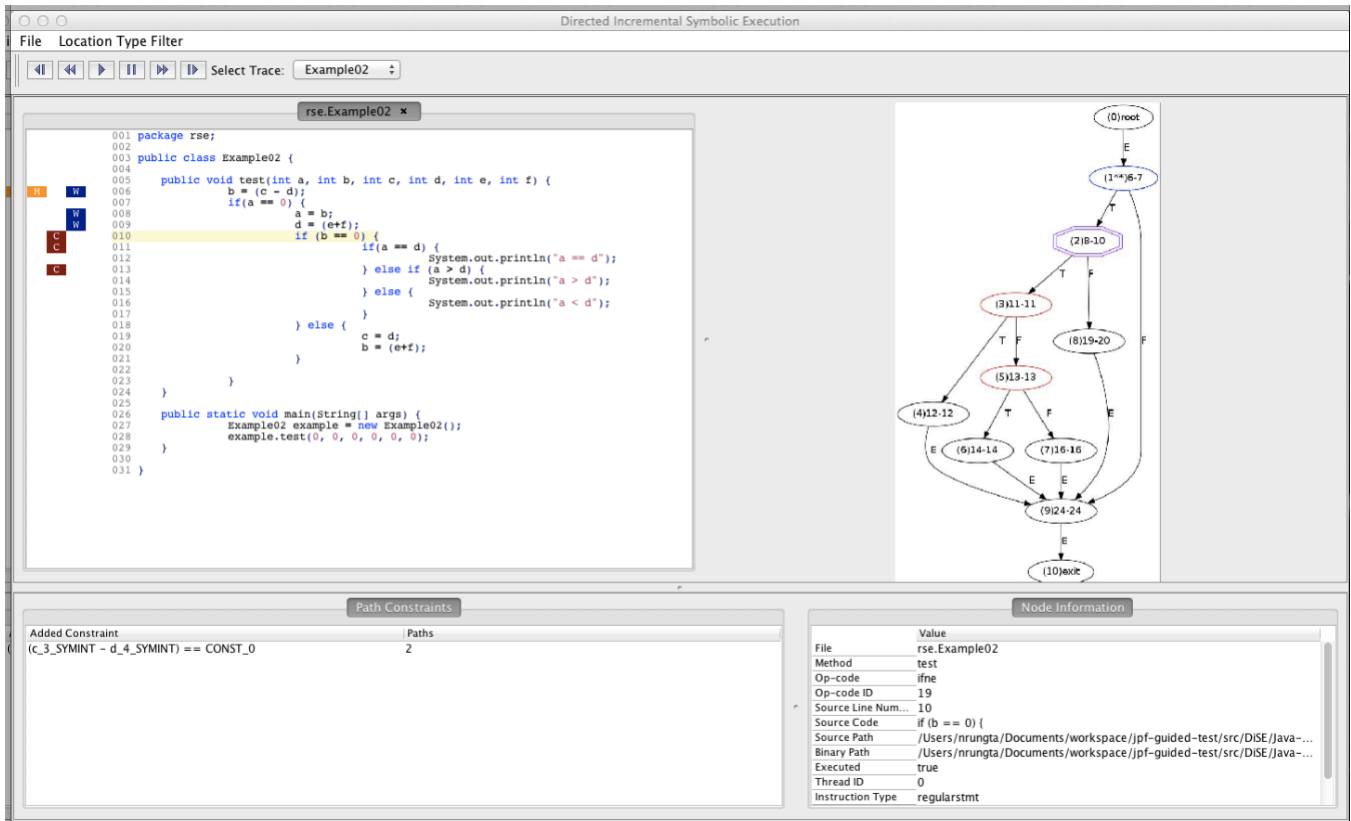 Directed Incremental Symbolic Execution
File Location Type Filter
Select Trace: Example02
rse.Example02 ×
001 package rse;
002
003 public class Example02 {
004
005 public void test(int a, int b, int c, int d, int e, int f) {
M W 006 b = (c - d);
007 if(a == 0) {
W 008 a = b;
W 009 d = (e+f);
C 010 if (b == 0) {
C 011 if(a == d) {
012 System.out.println("a == d");
C 013 } else if (a > d) {
014 System.out.println("a > d");
015 } else {
016 System.out.println("a < d");
017 }
018 } else {
019 c = d;
020 b = (e+f);
021 }
022
023 }
024 }
025
026 public static void main(String[] args) {
027 Example02 example = new Example02();
028 example.test(0, 0, 0, 0, 0, 0);
029 }
030
031 }
(0)root
E
(1**)6-7
T
(2)8-10
T F
(3)11-11
T F (8)19-20 F
(5)13-13
(4)12-12 T F E
E (6)14-14 (7)16-16
E E
(9)24-24
E
(10)exit
Path Constraints
Added Constraint Paths
(c_3_SYMINT - d_4_SYMINT) == CONST_0 2
Node Information
Value
File rse.Example02
Method test
Op-code ifne
Op-code ID 19
Source Line Num... 10
Source Code if (b == 0) {
Source Path /Users/nrungta/Documents/workspace/jpf-guided-test/src/DiSE/Java-...
Binary Path /Users/nrungta/Documents/workspace/jpf-guided-test/src/DiSE/Java-...
Executed true
Thread ID 0
Instruction Type regularstmt